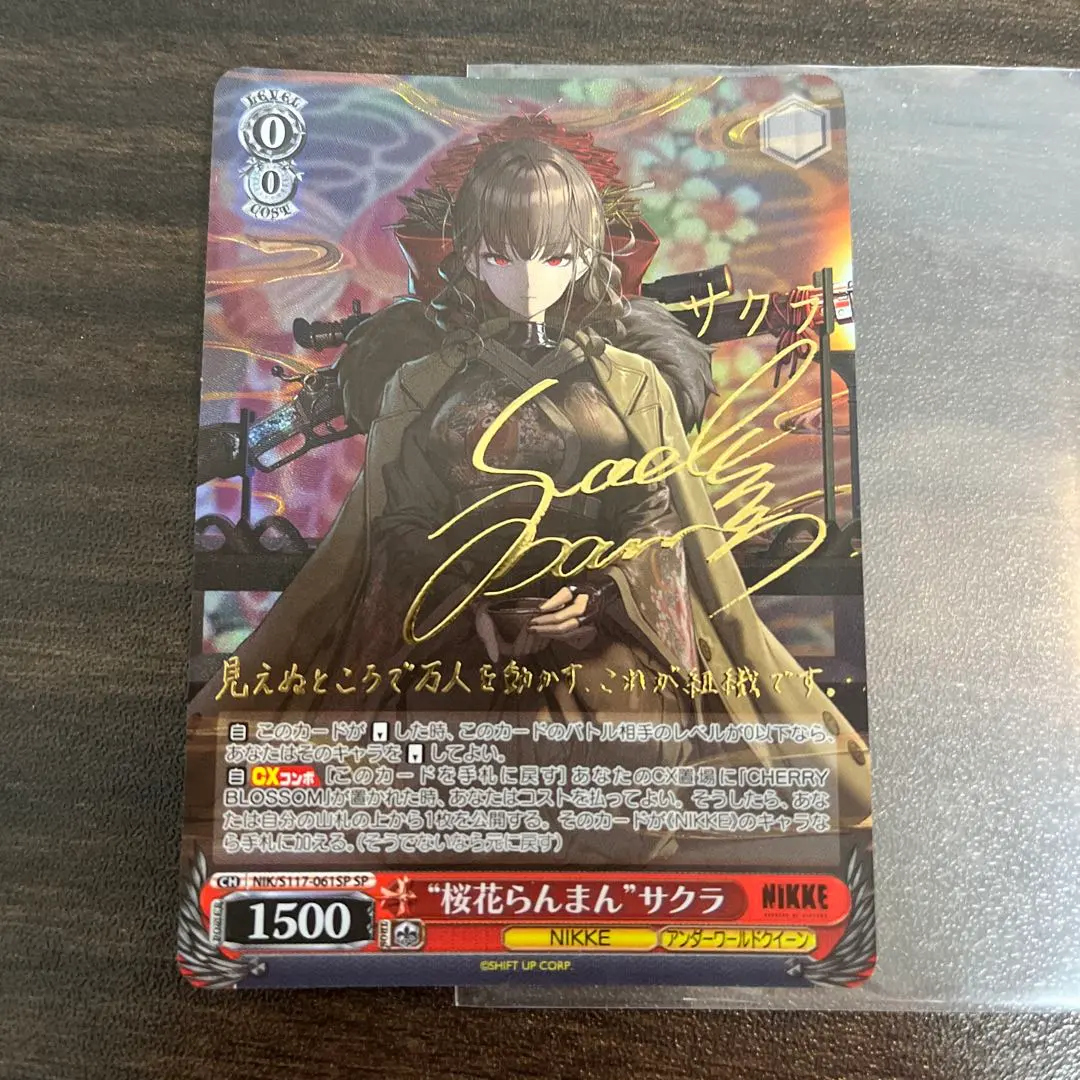 LEVEL
0
0
COST
サクラ
見えぬところで万人を動かす、これが組織です。
【自】 このカードが した時、このカードのバトル相手のレベルが0以下なら、
あなたはそのキャラを してよい。
【自】 CXコンボ [このカードを手札に戻す] あなたのCX置場に「CHERRY
BLOSSOM」が置かれた時、あなたはコストを払ってよい。そうしたら、あな
たは自分の山札の上から1枚を公開する。そのカードが《NIKKE》のキャラな
ら手札に加える。(そうでないなら元に戻す)
CH NIK/S117-061SP SP
"桜花らんまん"サクラ
NIKKE
POWER
1500
SOUL
NIKKE
アンダーワールドクイーン
©SHIFT UP CORP.